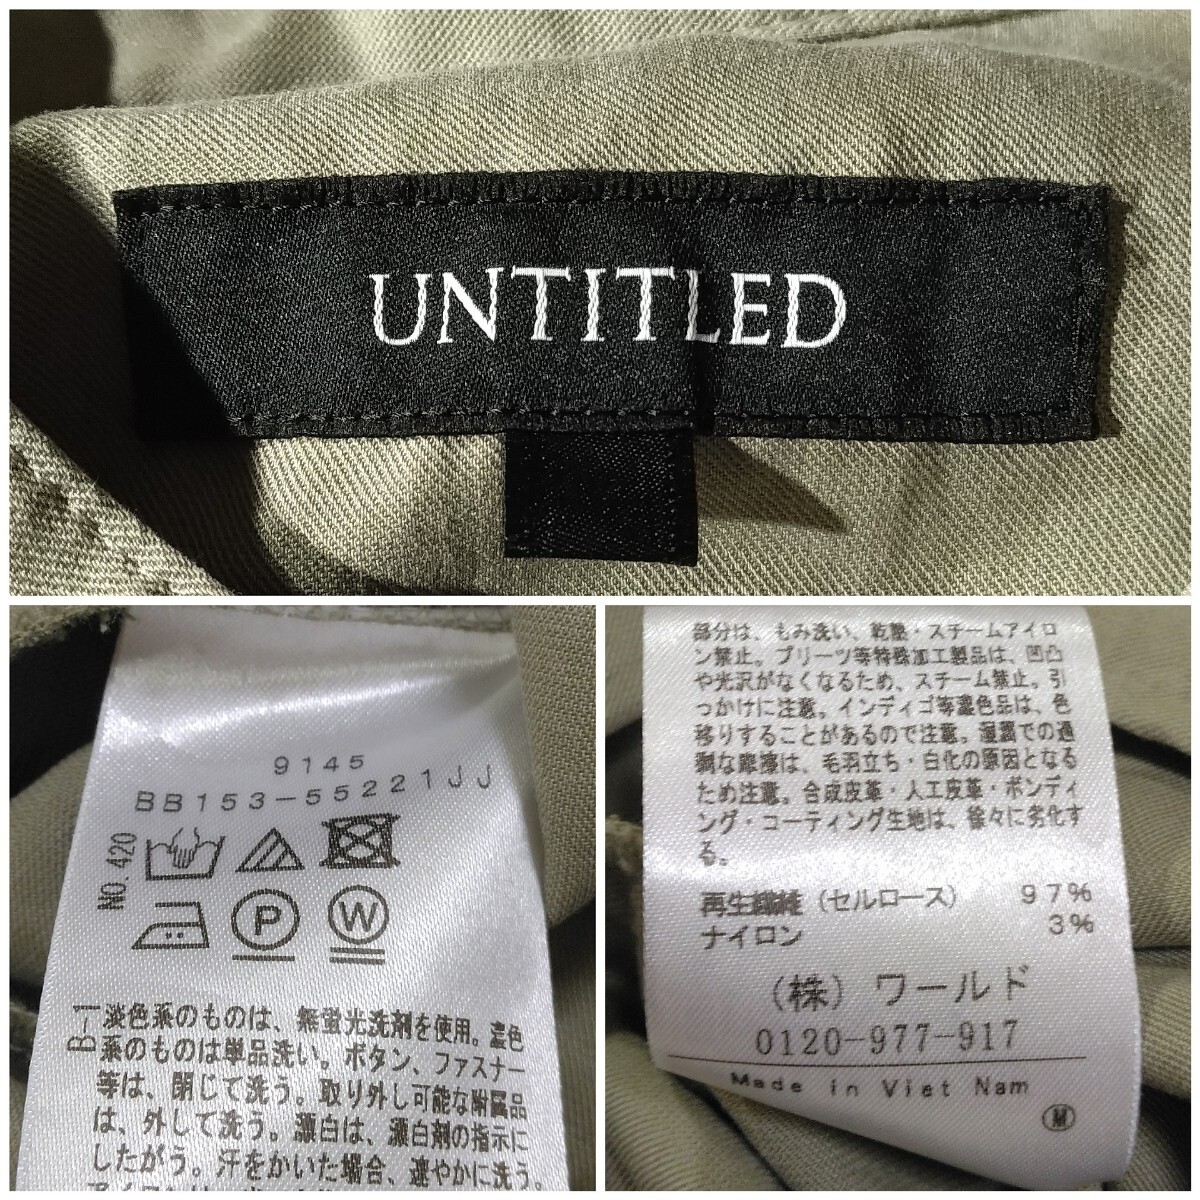 UNTITLED
9145
BB153-55221JJ
NO.420
P
W
B-1
淡色系のものは、無蛍光洗剤を使用。濃色
系のものは単品洗い。ボタン、ファスナー
等は、閉じて洗う。取り外し可能な附属品
は、外して洗う。漂白は、漂白剤の指示に
したがう。汗をかいた場合、速やかに洗う。
部分は、もみ洗い、乾燥・スチームアイロ
ン禁止。プリーツ等特殊加工製品は、凹凸
や光沢がなくなるため、スチーム禁止。引
っかけに注意。インディゴ等濃色品は、色
移りすることがあるので注意。湿潤での過
剰な摩擦は、毛羽立ち・白化の原因となる
ため注意。合成皮革・人工皮革・ボンディ
ング・コーティング生地は、徐々に劣化す
る。
再生繊維（セルロース） 97%
ナイロン 3%
（株）ワールド
0120-977-917
Made in Viet Nam
M